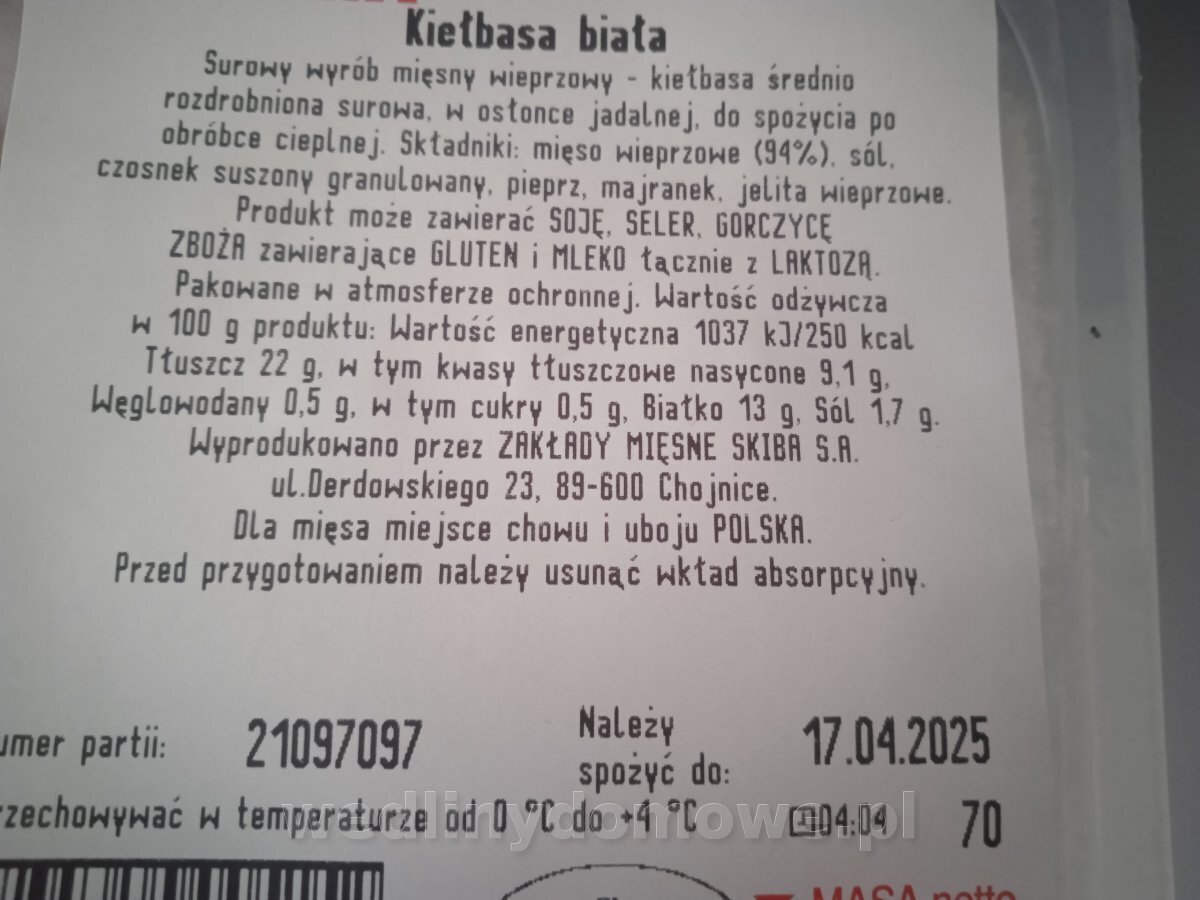 Kiełbasa biała
Surowy wyrób mięsny wieprzowy - kiełbasa średnio
rozdrobniona surowa, w osłonce jadalnej, do spożycia po
obróbce cieplnej. Składniki: mięso wieprzowe (94%), sól,
czosnek suszony granulowany, pieprz, majranek, jelita wieprzowe.
Produkt może zawierać SOJĘ, SELER, GORCZYCĘ
ZBOŻA zawierające GLUTEN i MLEKO łącznie z LAKTOZĄ.
Pakowane w atmosferze ochronnej. Wartość odżywcza
w 100 g produktu: Wartość energetyczna 1037 kJ/250 kcal
Tłuszcz 22 g, w tym kwasy tłuszczowe nasycone 9,1 g,
Węglowodany 0,5 g, w tym cukry 0,5 g, Białko 13 g, Sól 1,7 g.
Wyprodukowano przez ZAKŁADY MIĘSNE SKIBA S.A.
ul.Derdowskiego 23, 89-600 Chojnice.
Dla mięsa miejsce chowu i uboju POLSKA.
Przed przygotowaniem należy usunąć wkład absorpcyjny.
umer partii: 21097097 Należy spożyć do: 17.04.2025
rzechowywać w temperaturze od 0 °C do +4 °C 04:04 70
wedlinydomowe.pl
MASA netto